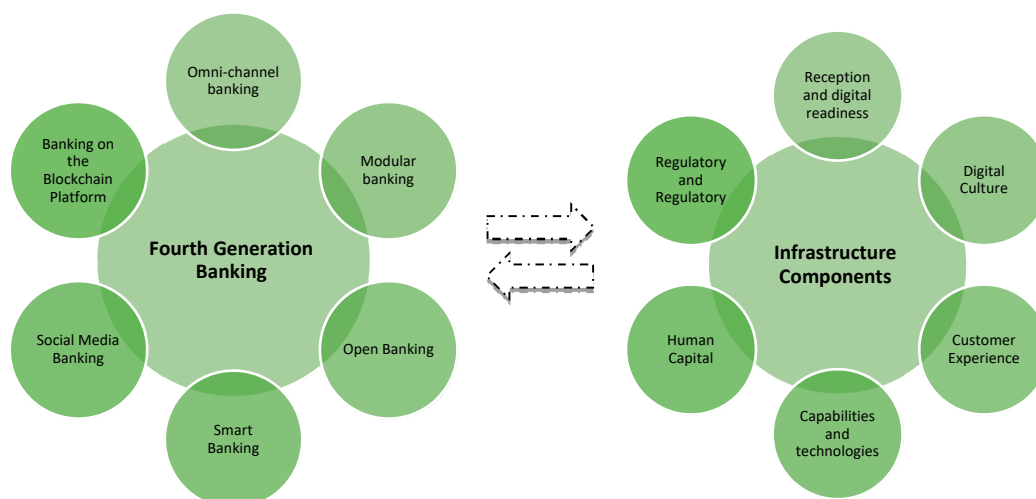 Omni-channel
banking
Modular
banking
Open Banking
Smart
Banking
Social Media
Banking
Banking on
the
Blockchain
Platform
Fourth Generation
Banking
Reception
and digital
readiness
Digital
Culture
Customer
Experience
Capabilities
and
technologies
Human
Capital
Regulatory
and
Regulatory
Infrastructure
Components